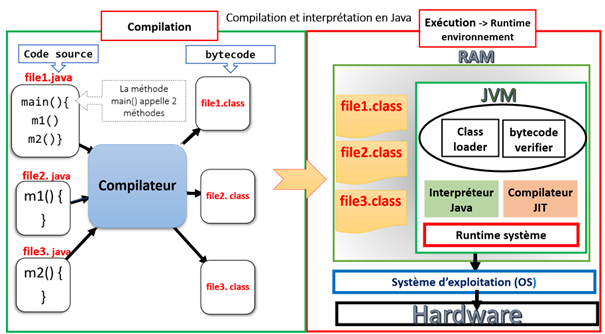 Compilation et interprétation en Java
Compilation
Code source
bytecode
file1.java
main(){
m1()
m2()}
La méthode
main() appelle 2
méthodes
file2. java
m1() {
}
file3. java
m2() {
}
Compilateur
file1.class
file2. class
file3. class
Exécution -> Runtime
environnement
RAM
file1.class
file2.class
file3.class
JVM
Class
loader
bytecode
verifier
Interpréteur
Java
Compilateur
JIT
Runtime système
Système d'exploitation (OS)
Hardware